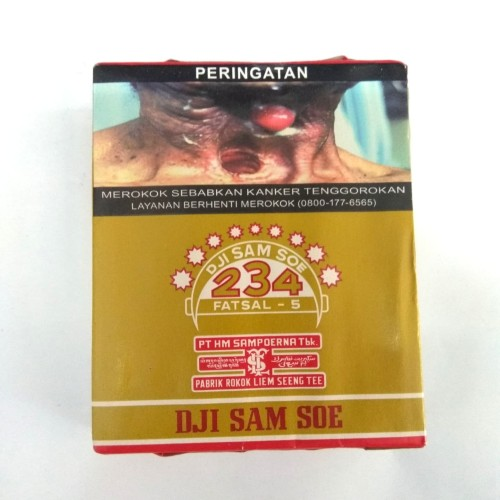 PERINGATAN
MEROKOK SEBABKAN KANKER TENGGOROKAN
LAYANAN BERHENTI MEROKOK (0800-177-6565)
DJI SAM SOE
234
FATSAL - 5
PT HM SAMPOERNA Tbk.
PABRIK ROKOK LIEM SEENG TEE
DJI SAM SOE